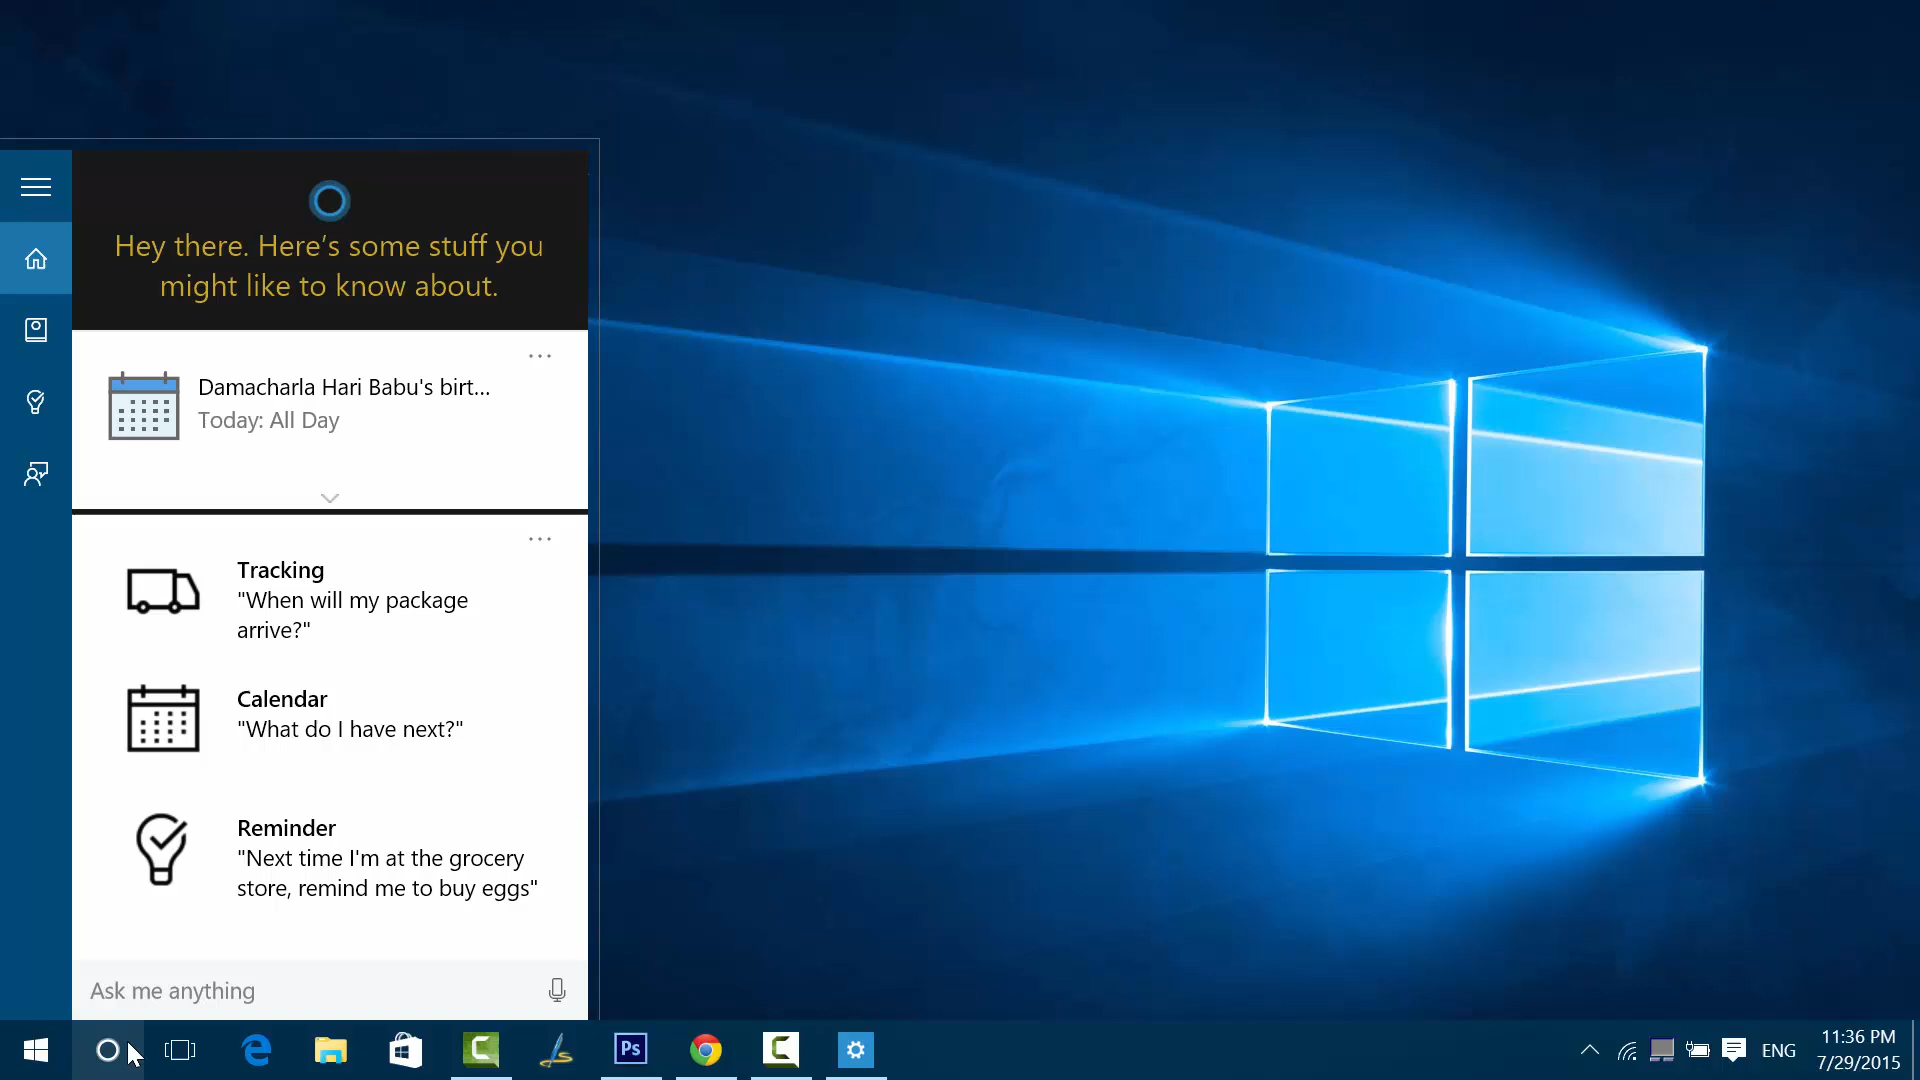 Hey there. Here's some stuff you
might like to know about.
Damacharla Hari Babu's birt...
Today: All Day
Tracking
"When will my package
arrive?"
Calendar
"What do I have next?"
Reminder
"Next time I'm at the grocery
store, remind me to buy eggs"
Ask me anything
Ps
ENG
11:36 PM
7/29/2015